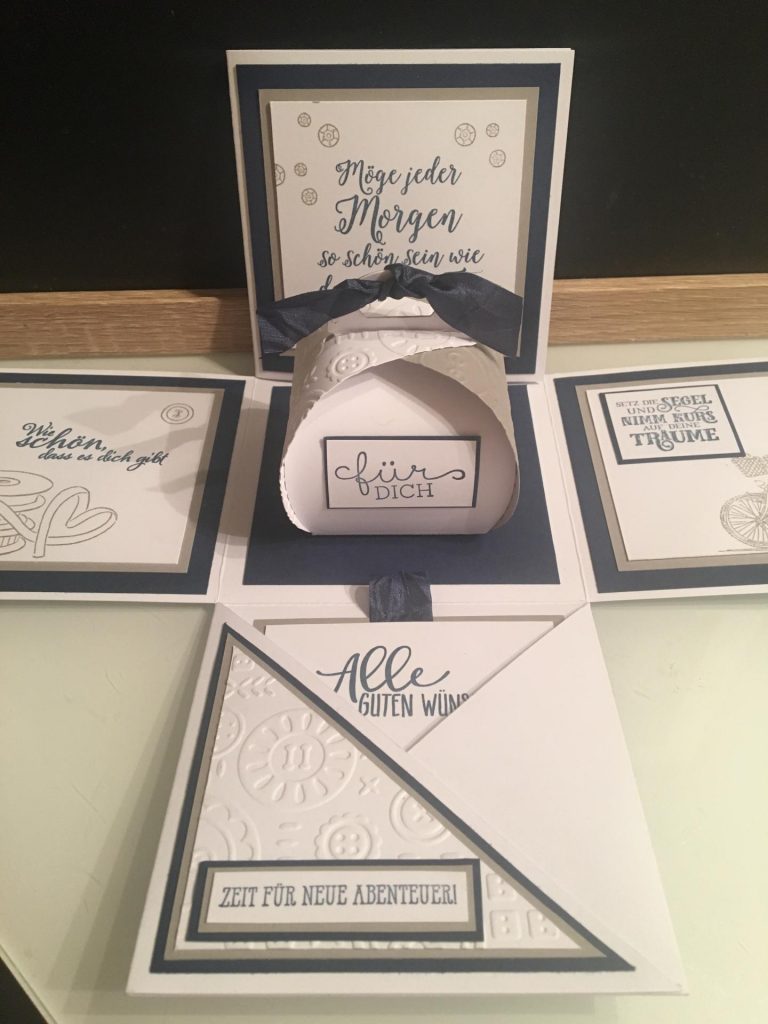 Möge jeder
Morgen
so schön sein wie
Wie
schön,
dass es dich gibt
SETZ DIE SEGEL
UND
NIMM KURS
AUF DEINE
TRÄUME
für
DICH
Alle
GUTEN WÜNS
ZEIT FÜR NEUE ABENTEUER!